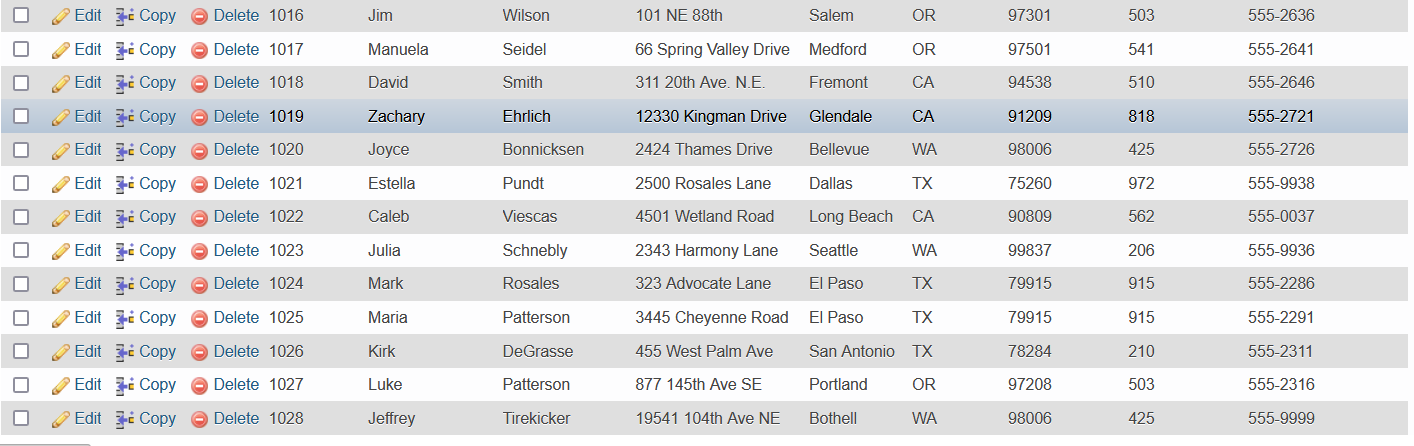 Edit Copy Delete 1016 Jim Wilson 101 NE 88th Salem OR 97301 503 555-2636
Edit Copy Delete 1017 Manuela Seidel 66 Spring Valley Drive Medford OR 97501 541 555-2641
Edit Copy Delete 1018 David Smith 311 20th Ave. N.E. Fremont CA 94538 510 555-2646
Edit Copy Delete 1019 Zachary Ehrlich 12330 Kingman Drive Glendale CA 91209 818 555-2721
Edit Copy Delete 1020 Joyce Bonnicksen 2424 Thames Drive Bellevue WA 98006 425 555-2726
Edit Copy Delete 1021 Estella Pundt 2500 Rosales Lane Dallas TX 75260 972 555-9938
Edit Copy Delete 1022 Caleb Viescas 4501 Wetland Road Long Beach CA 90809 562 555-0037
Edit Copy Delete 1023 Julia Schnebly 2343 Harmony Lane Seattle WA 99837 206 555-9936
Edit Copy Delete 1024 Mark Rosales 323 Advocate Lane El Paso TX 79915 915 555-2286
Edit Copy Delete 1025 Maria Patterson 3445 Cheyenne Road El Paso TX 79915 915 555-2291
Edit Copy Delete 1026 Kirk DeGrasse 455 West Palm Ave San Antonio TX 78284 210 555-2311
Edit Copy Delete 1027 Luke Patterson 877 145th Ave SE Portland OR 97208 503 555-2316
Edit Copy Delete 1028 Jeffrey Tirekicker 19541 104th Ave NE Bothell WA 98006 425 555-9999